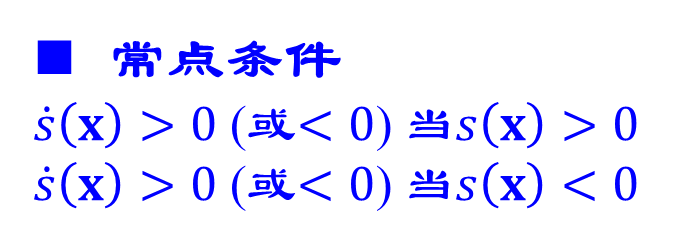 ■ 常点条件
ṡ(𝐱) > 0 (或< 0) 当s(𝐱) > 0
ṡ(𝐱) > 0 (或< 0) 当s(𝐱) < 0